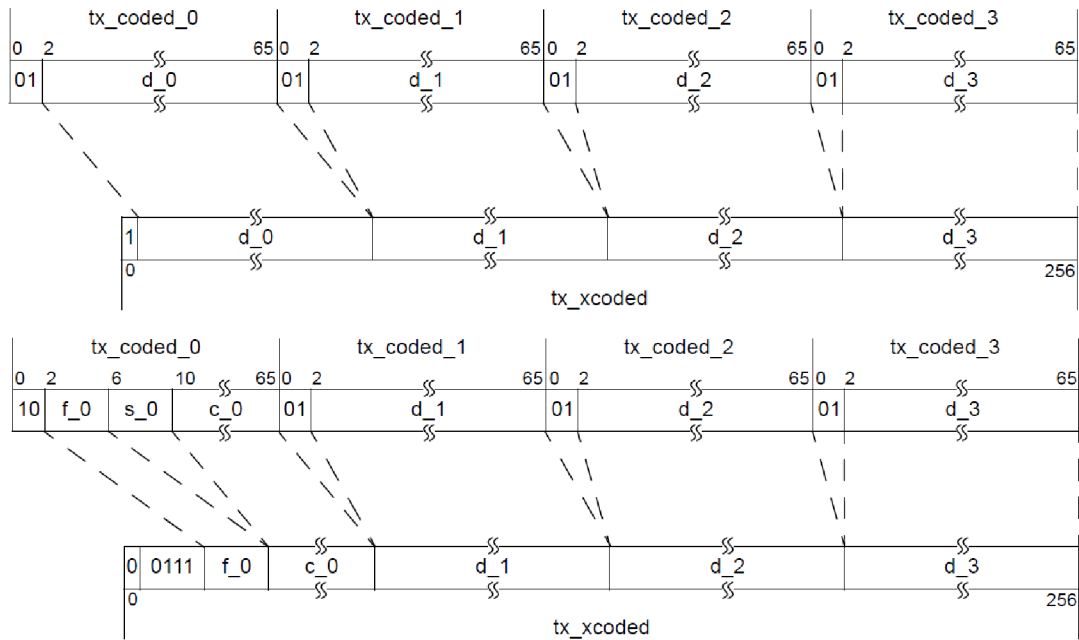 tx_coded_0 tx_coded_1 tx_coded_2 tx_coded_3
0 2 65 0 2 65 0 2 65 0 2 65
01 d_0 01 d_1 01 d_2 01 d_3
1 d_0 d_1 d_2 d_3
0 256
tx_xcoded
tx_coded_0 tx_coded_1 tx_coded_2 tx_coded_3
0 2 6 10 65 0 2 65 0 2 65 0 2 65
10 f_0 s_0 c_0 01 d_1 01 d_2 01 d_3
0 0111 f_0 c_0 d_1 d_2 d_3
0 256
tx_xcoded